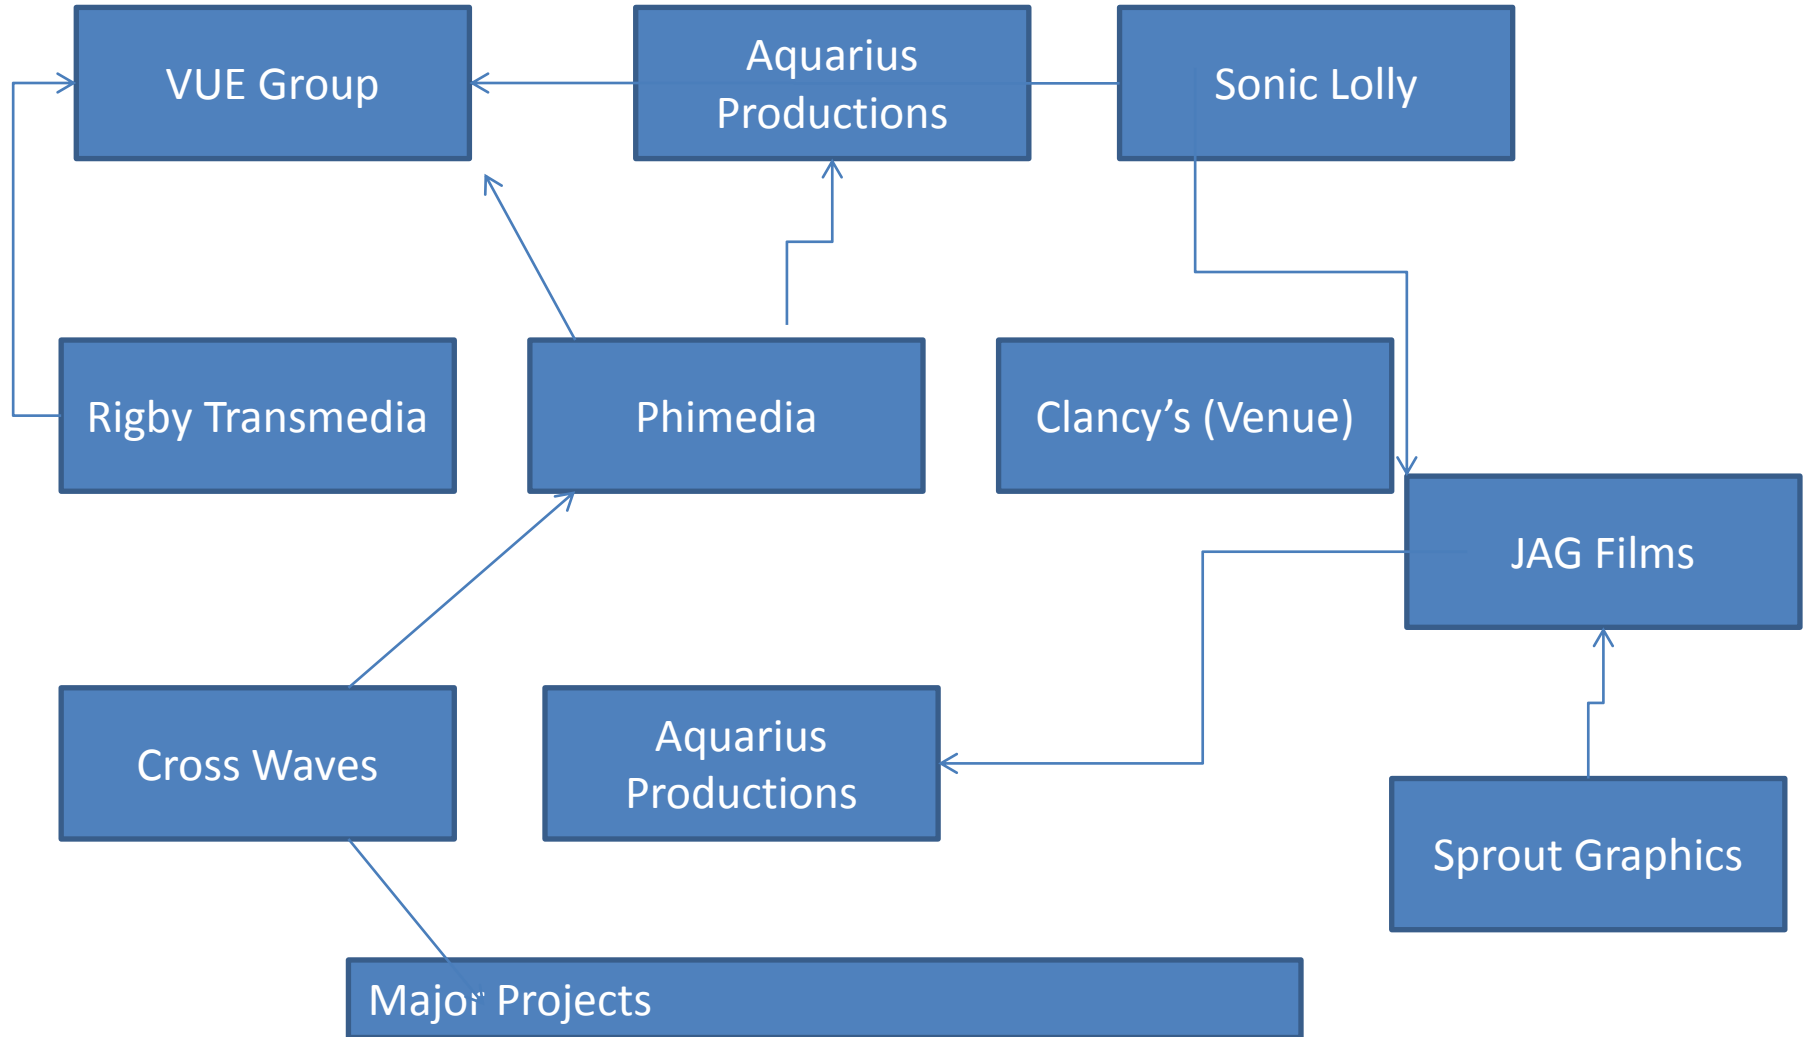 VUE Group
Aquarius
Productions
Sonic Lolly
Rigby Transmedia
Phimedia
Clancy’s (Venue)
JAG Films
Cross Waves
Aquarius
Productions
Sprout Graphics
Major Projects